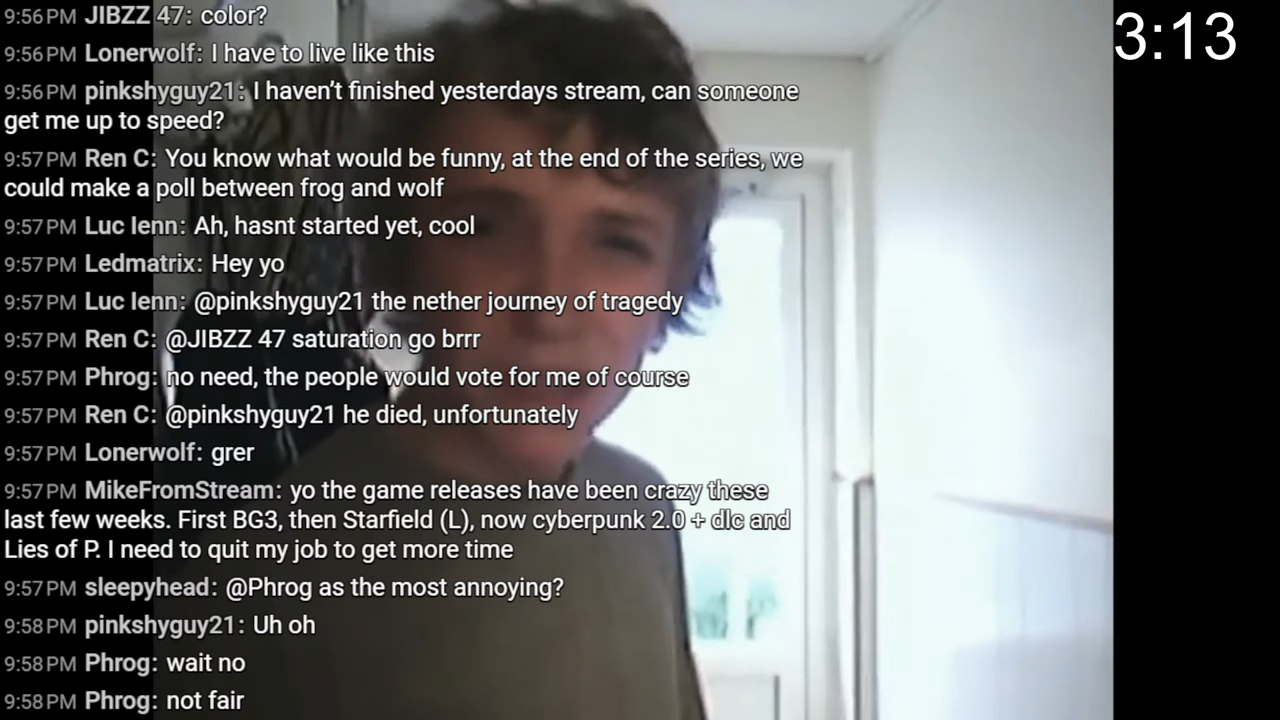 9:56 PM JIBZZ 47: color?
9:56 PM Lonerwolf: I have to live like this
9:56 PM pinkshyguy21: I haven't finished yesterdays stream, can someone
get me up to speed?
9:57 PM Ren C: You know what would be funny, at the end of the series, we
could make a poll between frog and wolf
9:57 PM Luc lenn: Ah, hasnt started yet, cool
9:57 PM Ledmatrix: Hey yo
9:57 PM Luc lenn: @pinkshyguy21 the nether journey of tragedy
9:57 PM Ren C: @JIBZZ 47 saturation go brrr
9:57 PM Phrog: no need, the people would vote for me of course
9:57 PM Ren C: @pinkshyguy21 he died, unfortunately
9:57 PM Lonerwolf: grer
9:57 PM MikeFromStream: yo the game releases have been crazy these
last few weeks. First BG3, then Starfield (L), now cyberpunk 2.0 + dlc and
Lies of P. I need to quit my job to get more time
9:57 PM sleepyhead: @Phrog as the most annoying?
9:58 PM pinkshyguy21: Uh oh
9:58 PM Phrog: wait no
9:58 PM Phrog: not fair
3:13